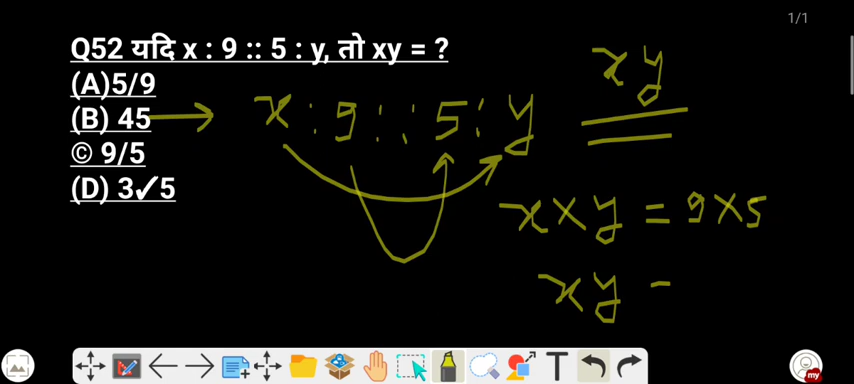 1/1
Q52 यदि x : 9 :: 5 : y, तो xy = ?
(A)5/9
(B) 45
© 9/5
(D) 3✓5
x : 9 :: 5 : y
xy
x × y = 9 × 5
xy =
T
my